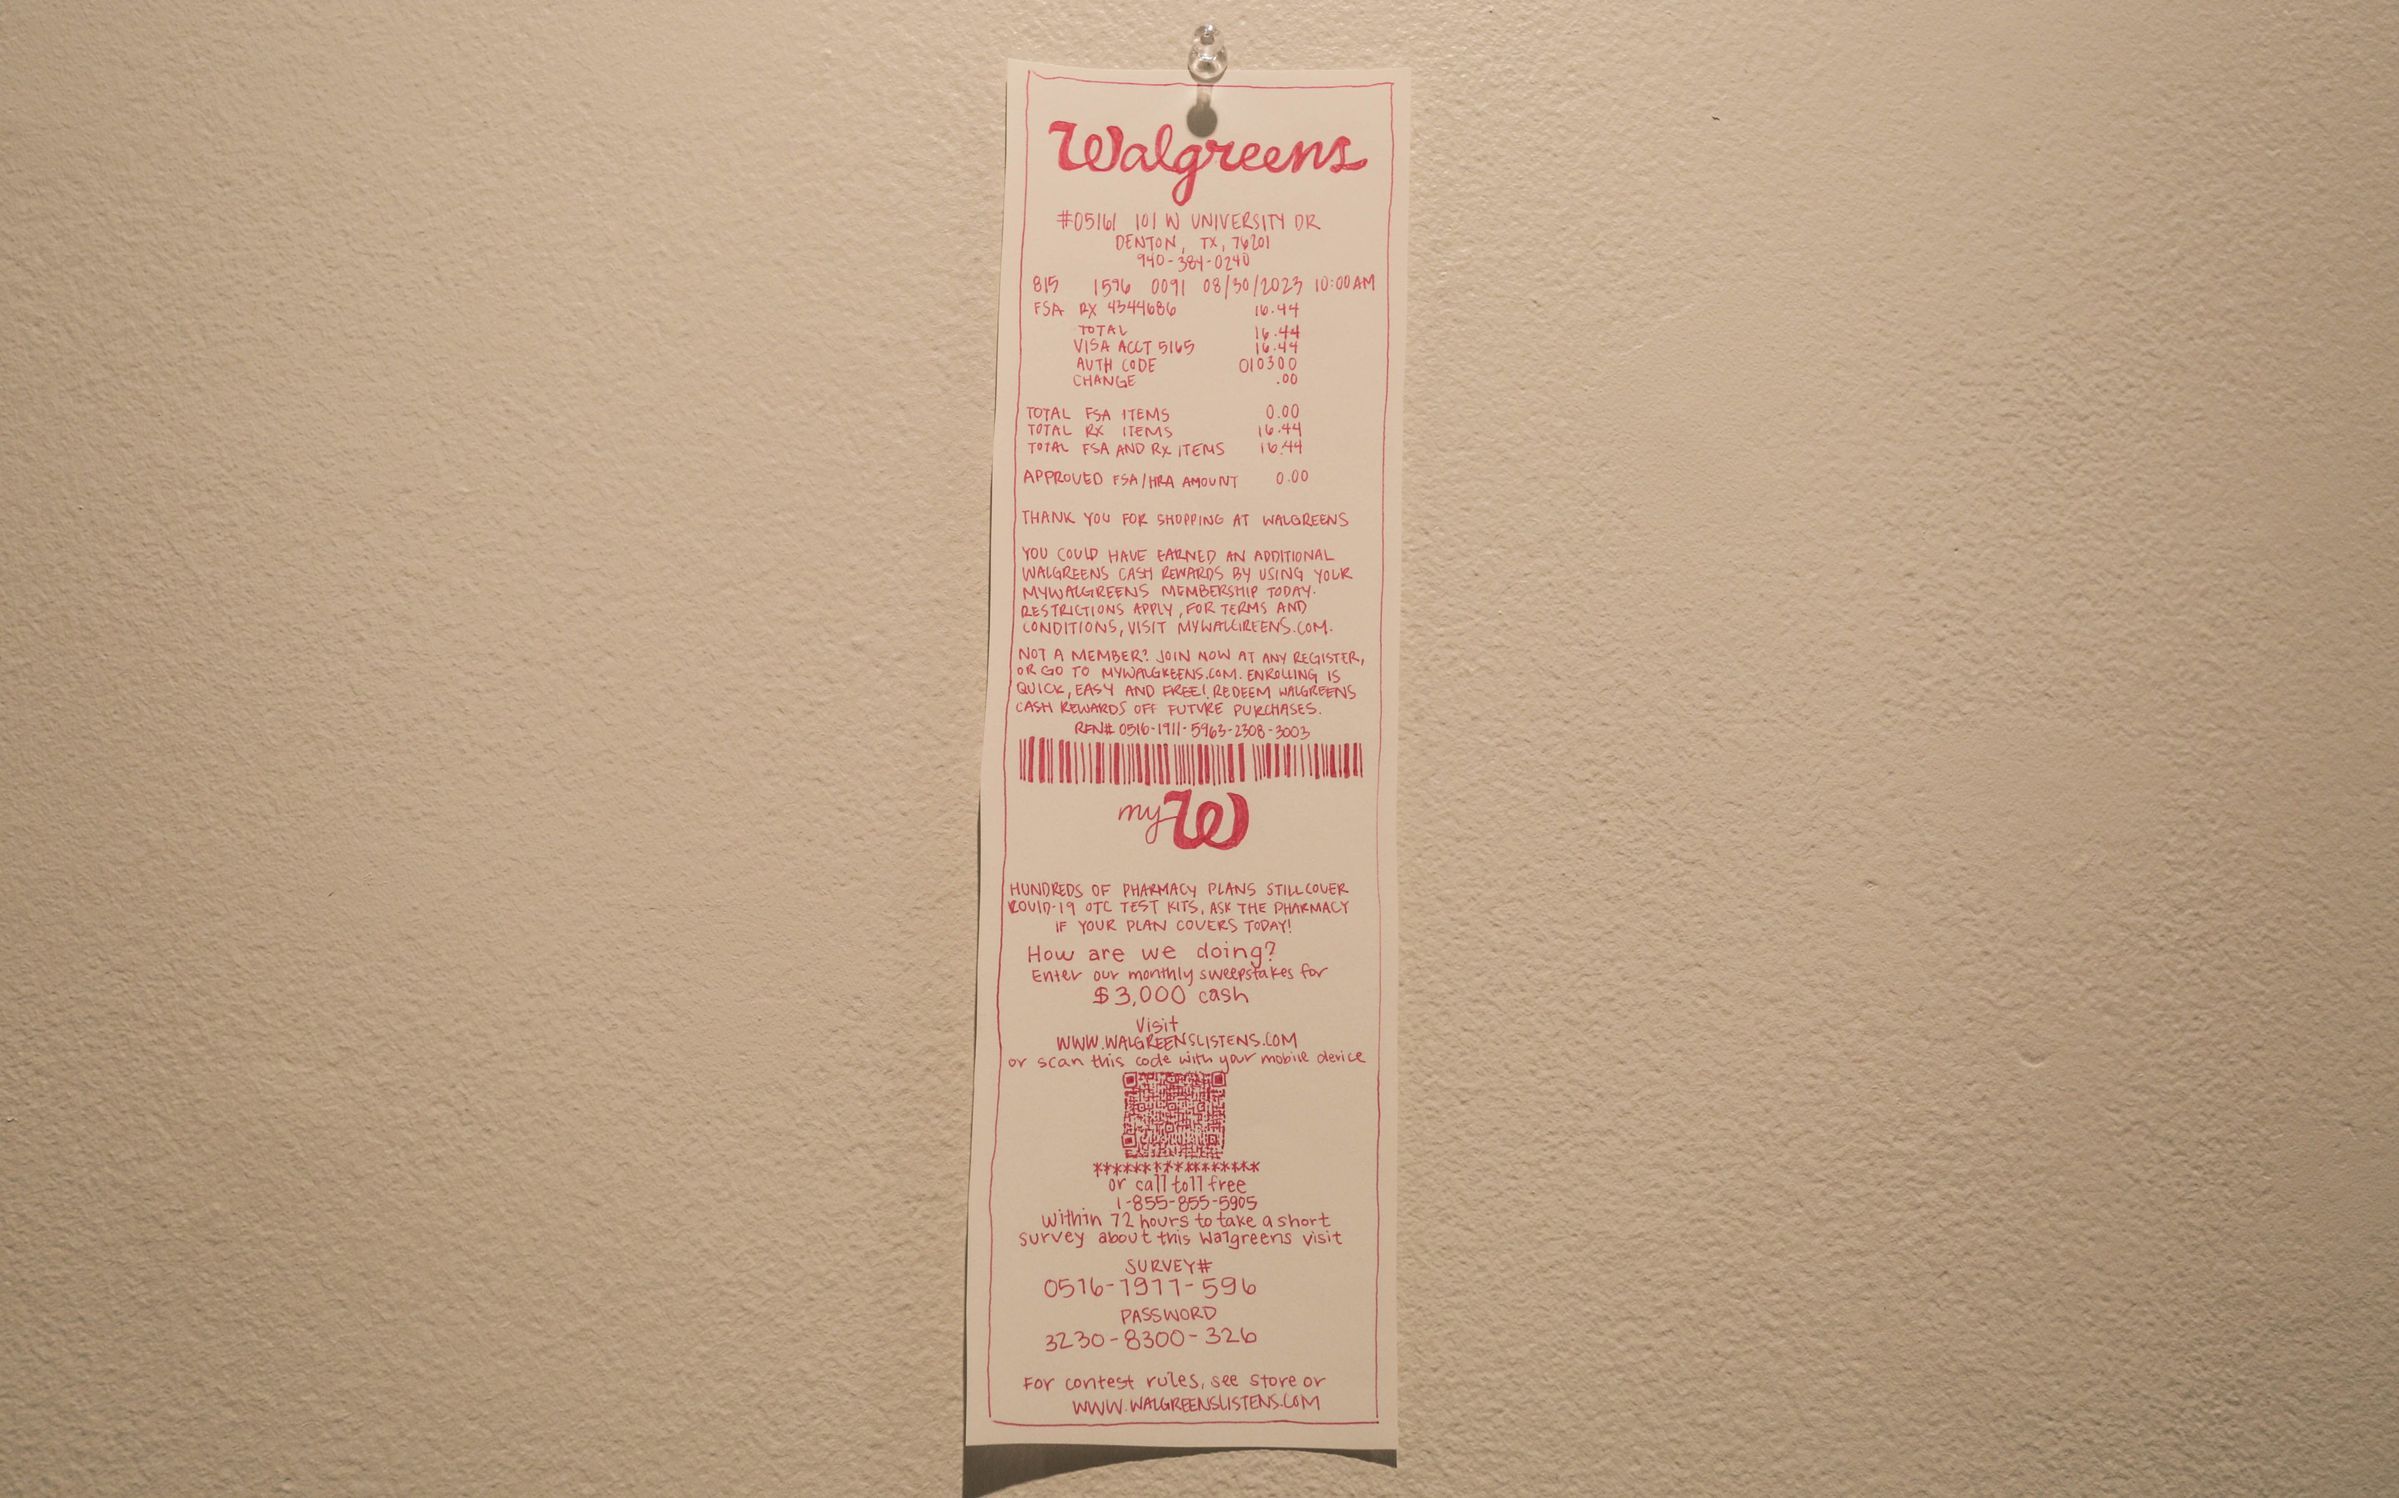 Walgreens
#05161 101 W UNIVERSITY DR
DENTON, TX, 76201
940-384-0240
815 1596 0091 08/30/2023 10:00AM
FSA RX 4344686 16.44
TOTAL 16.44
VISA ACCT 5165 16.44
AUTH CODE 010300
CHANGE .00
TOTAL FSA ITEMS 0.00
TOTAL RX ITEMS 16.44
TOTAL FSA AND RX ITEMS 16.44
APPROVED FSA/HRA AMOUNT 0.00
THANK YOU FOR SHOPPING AT WALGREENS
YOU COULD HAVE EARNED AN ADDITIONAL
WALGREENS CASH REWARDS BY USING YOUR
MYWALGREENS MEMBERSHIP TODAY.
RESTRICTIONS APPLY, FOR TERMS AND
CONDITIONS, VISIT MYWALGREENS.COM.
NOT A MEMBER? JOIN NOW AT ANY REGISTER,
OR GO TO MYWALGREENS.COM. ENROLLING IS
QUICK, EASY AND FREE! REDEEM WALGREENS
CASH REWARDS OFF FUTURE PURCHASES.
RFN# 0516-1911-5963-2308-3003
myW
HUNDREDS OF PHARMACY PLANS STILL COVER
COVID-19 OTC TEST KITS, ASK THE PHARMACY
IF YOUR PLAN COVERS TODAY!
How are we doing?
Enter our monthly sweepstakes for
$3,000 cash
Visit
WWW.WALGREENSLISTENS.COM
or scan this code with your mobile device
*****************
or call toll free
1-855-855-5905
within 72 hours to take a short
survey about this Walgreens visit
SURVEY#
0516-1911-596
PASSWORD
3230-8300-326
For contest rules, see store or
WWW.WALGREENSLISTENS.COM